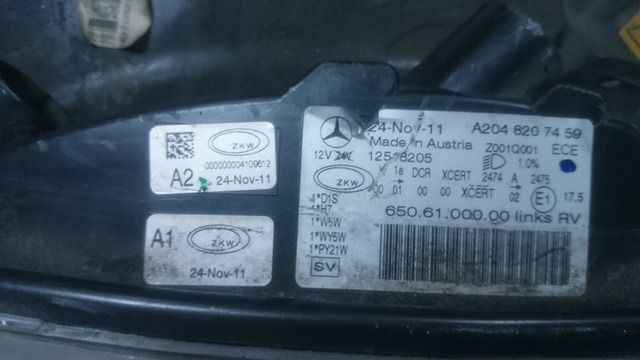 ZKW
000000004109612
A2 24-Nov-11
A1 ZKW
24-Nov-11
24-Nov-11 A204 820 74 59
Made in Austria Z001Q001 ECE
12V 12518205 1.0%
ZKW
1a DCR XCERT 2474 A 2475
00 01 00 00 XCERT 02 E1 17,5
650.61.000.00 links RV
1*D1S
1*H7
1*W5W
1*WY5W
1*PY21W
SV